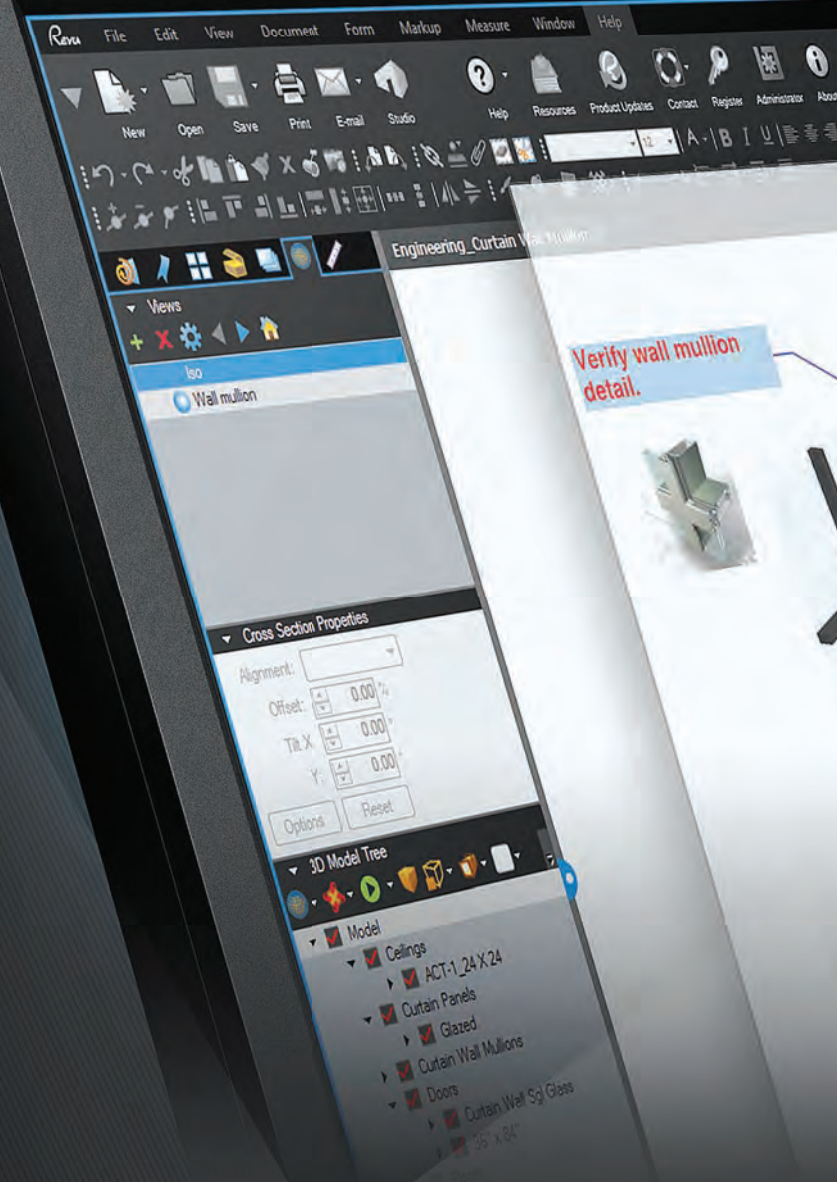 Revu File Edit View Document Form Markup Measure Window Help
New Open Save Print E-mail Studio Help Resources Product Updates Contact Register Administrator About
12 A B I U
Engineering_Curtain Wall Mullion
Views
Iso
Wall mullion
Verify wall mullion
detail.
Cross Section Properties
Alignment:
Offset: 0.00 %
Tilt X 0.00 °
Y: 0.00 °
Options Reset
3D Model Tree
Model
Ceilings
ACT-1_24 X 24
Curtain Panels
Glazed
Curtain Wall Mullions
Doors
Curtain Wall Sgl Glass
36" x 84"